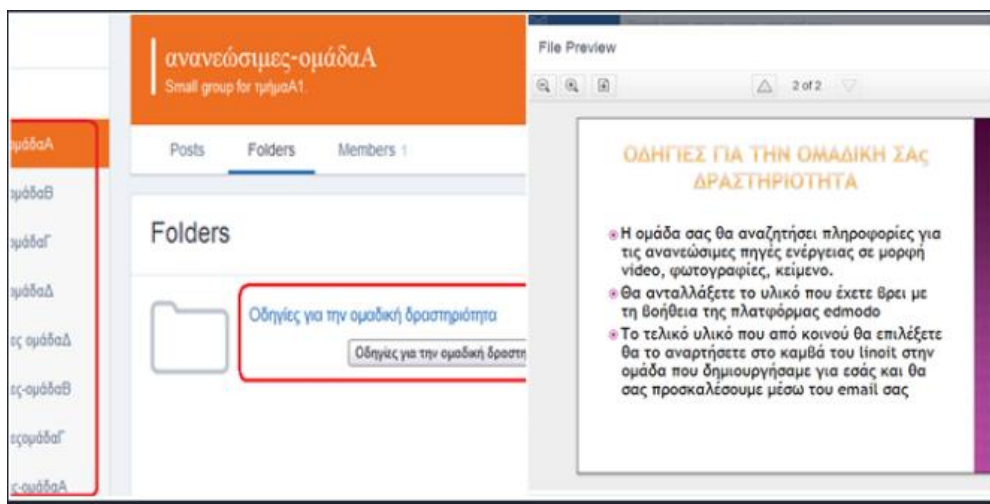 ομάδαΑ
ομάδαΒ
ομάδαΓ
ομάδαΔ
ες ομάδαΔ
ες-ομάδαΒ
εςομάδαΓ
ς-ομάδαΑ
ανανεώσιμες-ομάδαΑ
Small group for τμήμαΑ1.
Posts Folders Members 1
Folders
Οδηγίες για την ομαδική δραστηριότητα
Οδηγίες για την ομαδική δραστη
File Preview
2 of 2
ΟΔΗΓΙΕΣ ΓΙΑ ΤΗΝ ΟΜΑΔΙΚΗ ΣΑς
ΔΡΑΣΤΗΡΙΟΤΗΤΑ
Η ομάδα σας θα αναζητήσει πληροφορίες για
τις ανανεώσιμες πηγές ενέργειας σε μορφή
video, φωτογραφίες, κείμενο.
Θα ανταλλάξετε το υλικό που έχετε βρει με
τη βοήθεια της πλατφόρμας edmodo
Το τελικό υλικό που από κοινού θα επιλέξετε
θα το αναρτήσετε στο καμβά του linoit στην
ομάδα που δημιουργήσαμε για εσάς και θα
σας προσκαλέσουμε μέσω του email σας